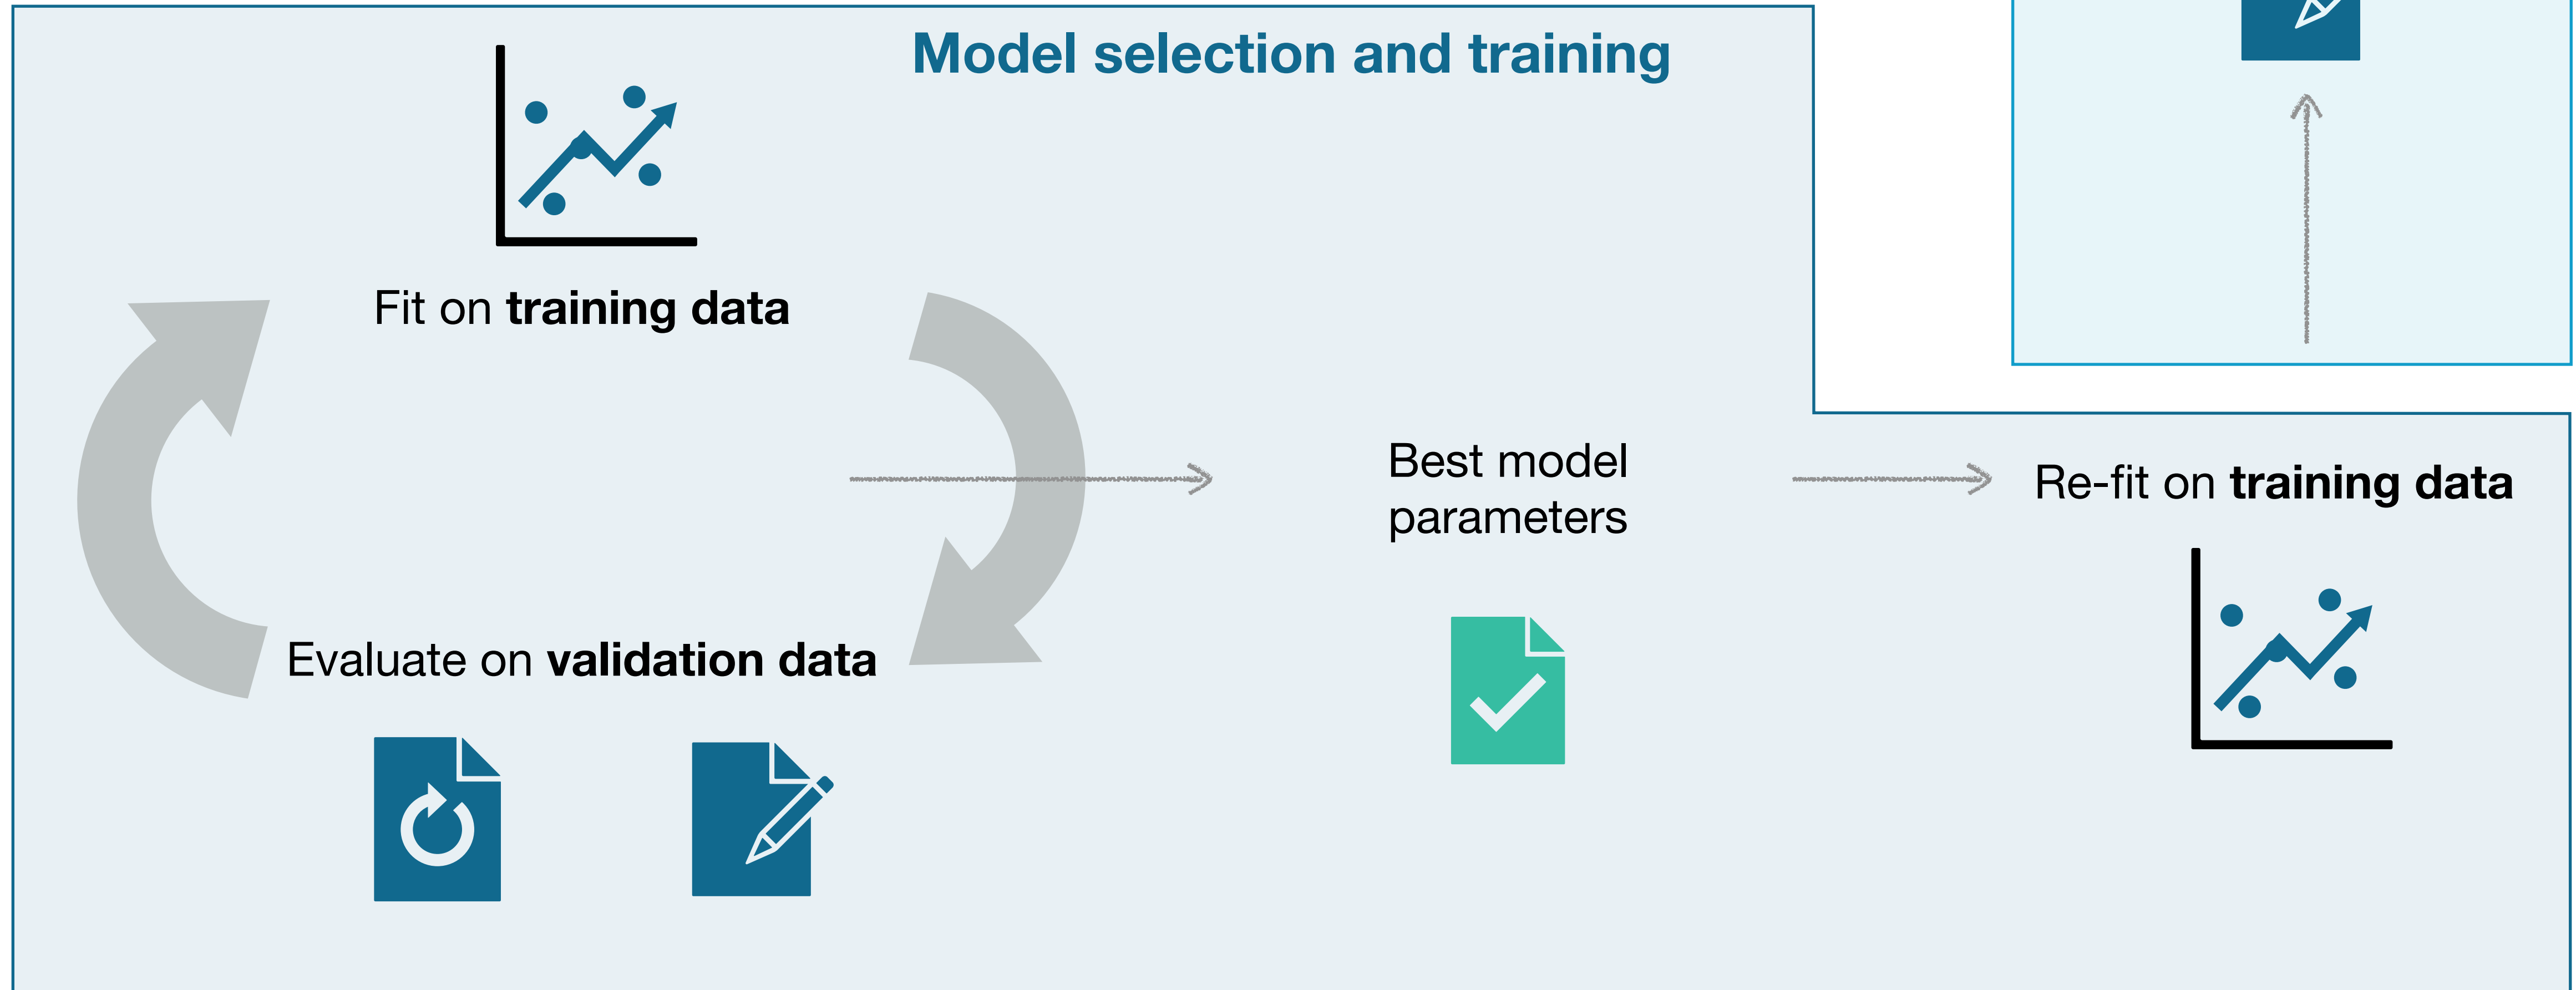 Model selection and training
Fit on training data
Evaluate on validation data
Best model
parameters
Re-fit on training data